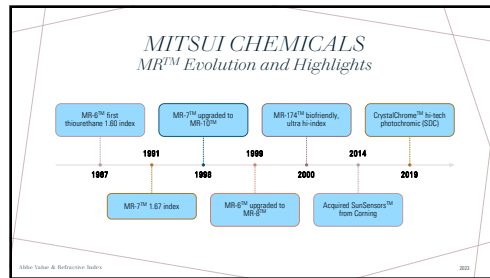 MITSUI CHEMICALS
MR™ Evolution and Highlights
MR-6™ first
thiourethane 1.60 index
MR-7™ upgraded to
MR-10™
MR-174™ biofriendly,
ultra hi-index
CrystalChrome™ hi-tech
photochromic (SDC)
1991
1999
2014
1987
1998
2000
2019
MR-7™ 1.67 index
MR-6™ upgraded to
MR-8™
Acquired SunSensors™
from Corning
Abbe Value & Refractive Index
2022